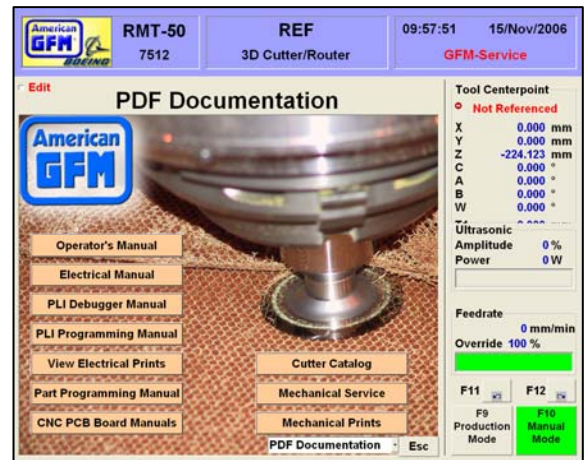 American
GFM
BOEING
RMT-50
7512
REF
3D Cutter/Router
09:57:51 15/Nov/2006
GFM-Service
Edit
PDF Documentation
American
GFM
Operator's Manual
Electrical Manual
PLI Debugger Manual
PLI Programming Manual
View Electrical Prints
Part Programming Manual
CNC PCB Board Manuals
Cutter Catalog
Mechanical Service
Mechanical Prints
PDF Documentation
Esc
Tool Centerpoint
Not Referenced
X 0.000 mm
Y 0.000 mm
Z -224.123 mm
C 0.000 °
A 0.000 °
B 0.000 °
W 0.000 °
Ultrasonic
Amplitude 0 %
Power 0 W
Feedrate
0 mm/min
Override 100 %
F11 F12
F9
Production
Mode
F10
Manual
Mode